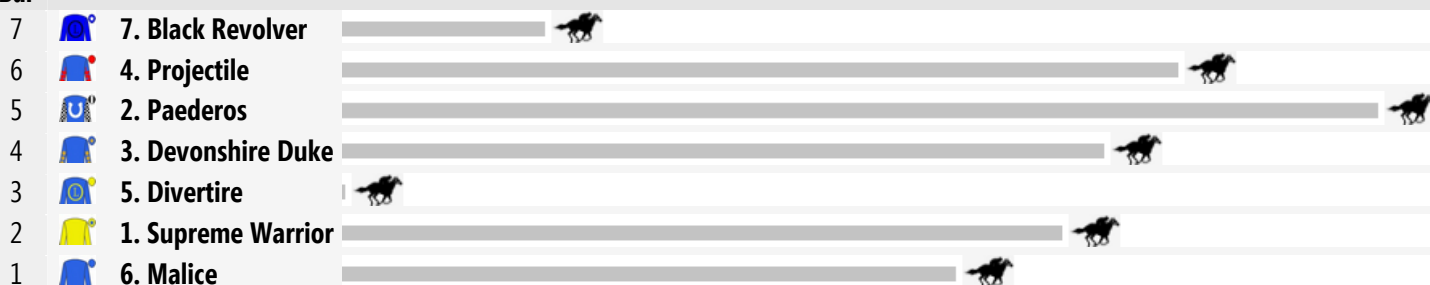 Bar
7 7. Black Revolver
6 4. Projectile
5 2. Paederos
4 3. Devonshire Duke
3 5. Divertire
2 1. Supreme Warrior
1 6. Malice